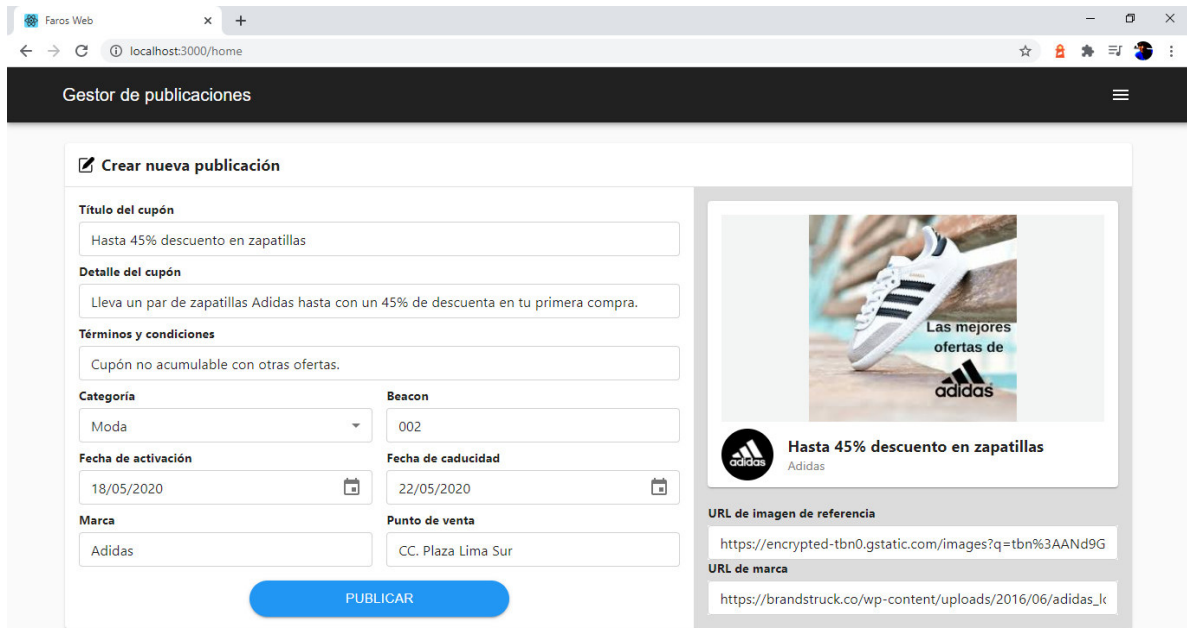 Faros Web
localhost:3000/home
Gestor de publicaciones
Crear nueva publicación
Título del cupón
Hasta 45% descuento en zapatillas
Detalle del cupón
Lleva un par de zapatillas Adidas hasta con un 45% de descuenta en tu primera compra.
Términos y condiciones
Cupón no acumulable con otras ofertas.
Categoría
Beacon
Moda
002
Fecha de activación
Fecha de caducidad
18/05/2020
22/05/2020
Marca
Punto de venta
Adidas
CC. Plaza Lima Sur
PUBLICAR
Las mejores
ofertas de
adidas
adidas
Hasta 45% descuento en zapatillas
Adidas
URL de imagen de referencia
https://encrypted-tbn0.gstatic.com/images?q=tbn%3AANd9G
URL de marca
https://brandstruck.co/wp-content/uploads/2016/06/adidas_lo